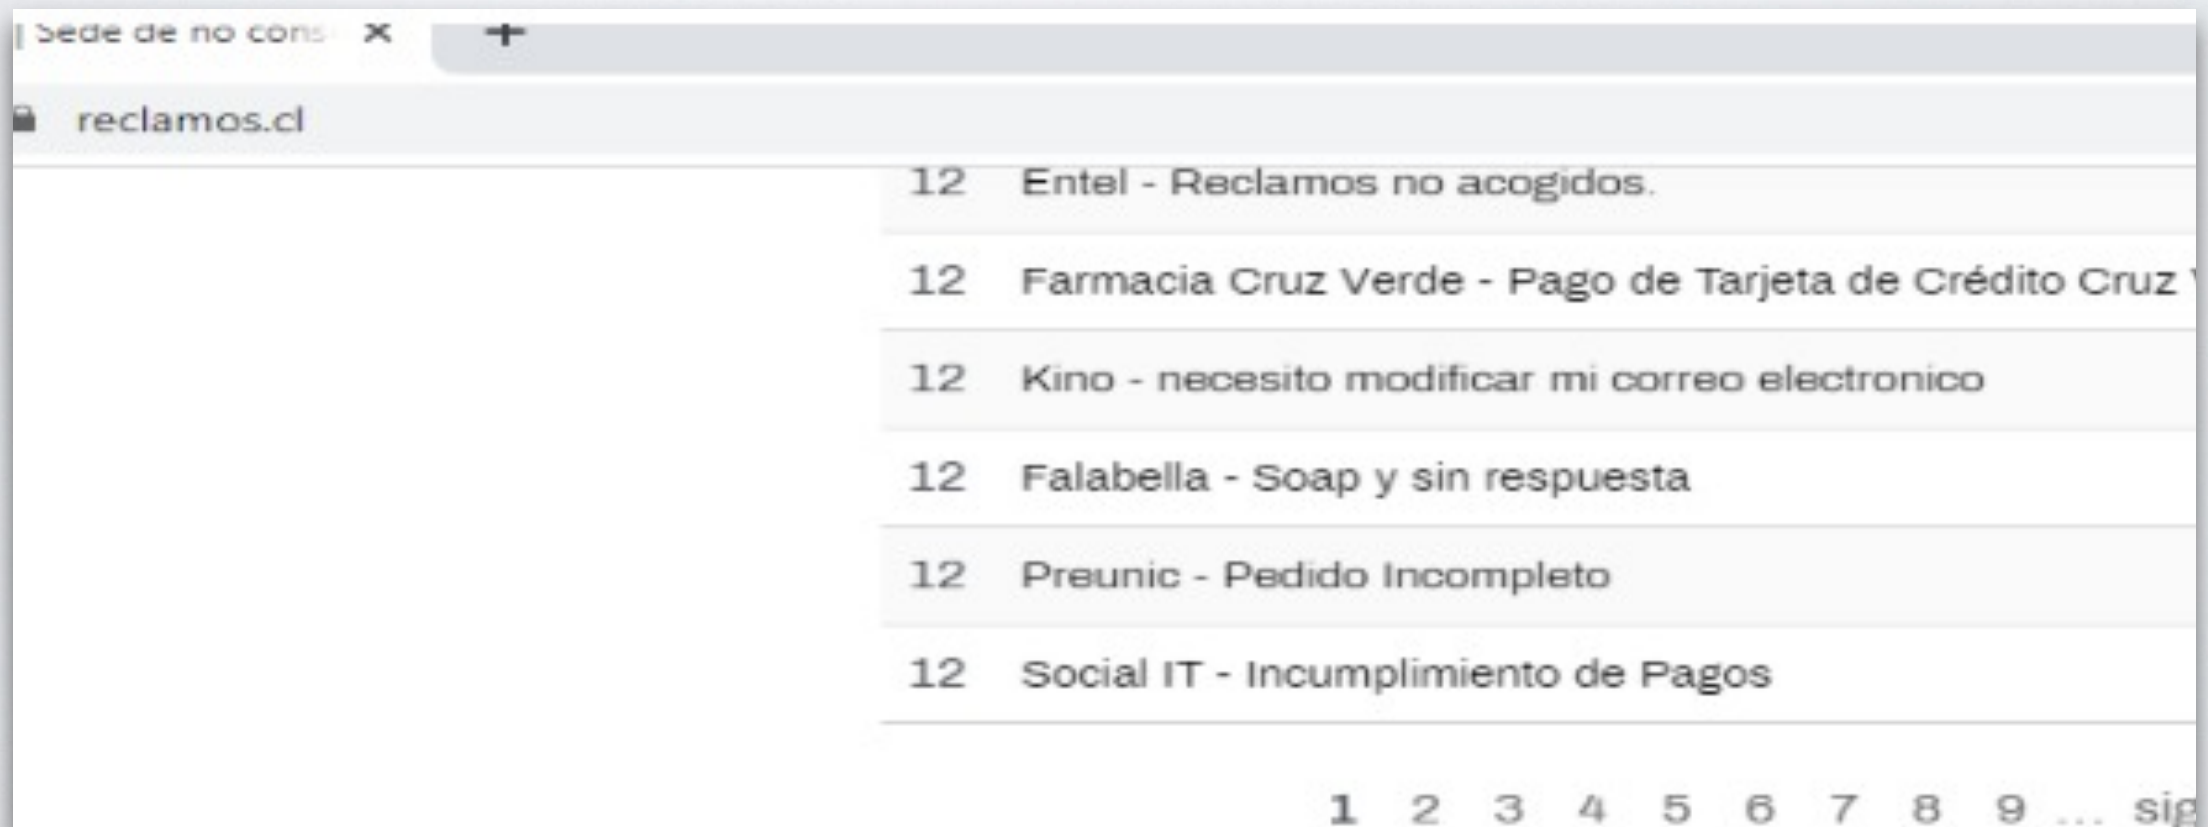 | Sede de no cons
reclamos.cl
12 Entel - Reclamos no acogidos.
12 Farmacia Cruz Verde - Pago de Tarjeta de Crédito Cruz
12 Kino - necesito modificar mi correo electronico
12 Falabella - Soap y sin respuesta
12 Preunic - Pedido Incompleto
12 Social IT - Incumplimiento de Pagos
1 2 3 4 5 6 7 8 9 ... sig